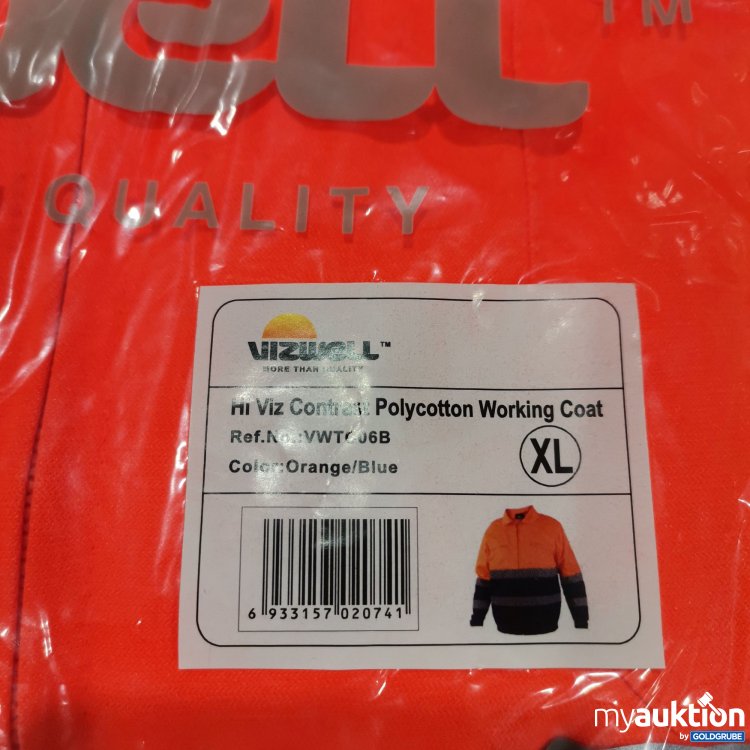 TM
QUALITY
VIZWELL™
MORE THAN QUALITY
Hi Viz Contrast Polycotton Working Coat
Ref.No.:VWTC06B
Color:Orange/Blue
XL
6 933157 020741
myauktion
by GOLDGRUBE